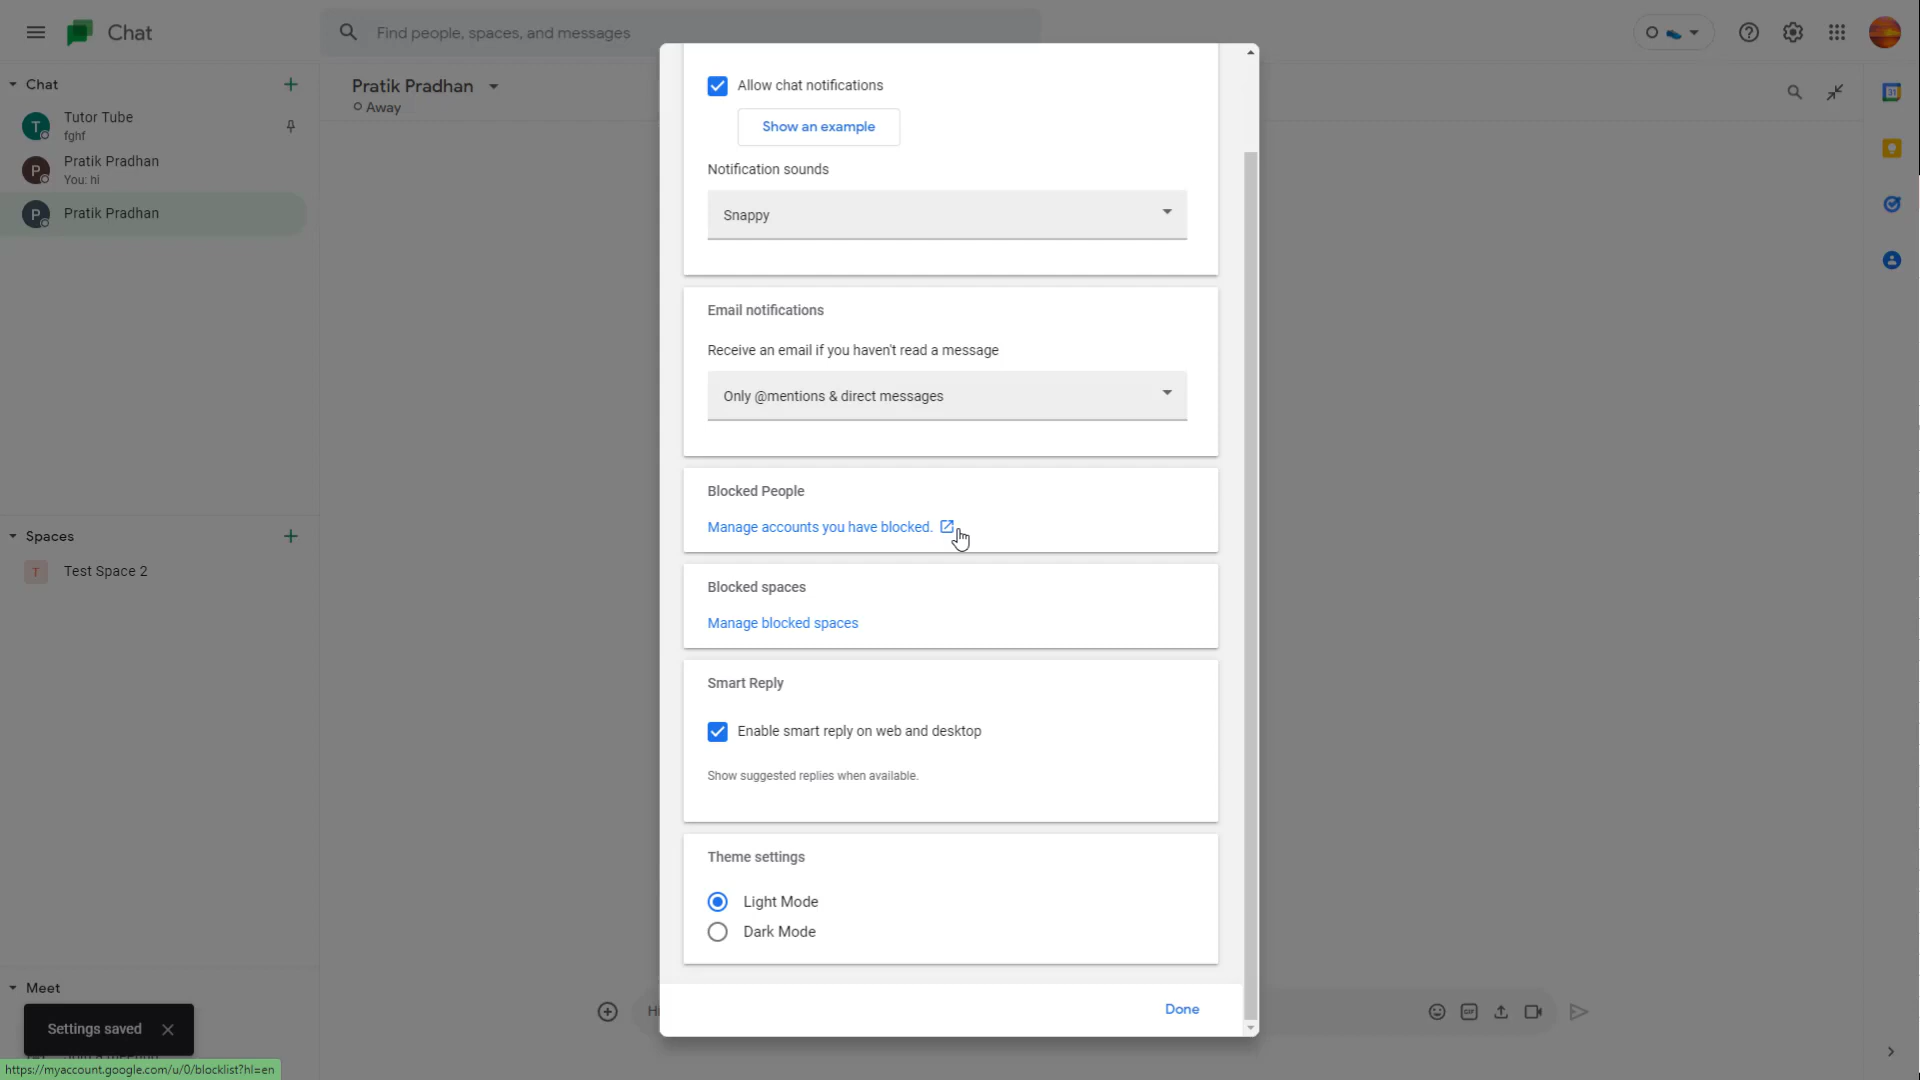 Chat
Find people, spaces, and messages
Chat
Tutor Tube
fghf
Pratik Pradhan
You: hi
Pratik Pradhan
Spaces
Test Space 2
Meet
Settings saved
https://myaccount.google.com/u/0/blocklist?hl=en
Pratik Pradhan
Away
Allow chat notifications
Show an example
Notification sounds
Snappy
Email notifications
Receive an email if you haven't read a message
Only @mentions & direct messages
Blocked People
Manage accounts you have blocked.
Blocked spaces
Manage blocked spaces
Smart Reply
Enable smart reply on web and desktop
Show suggested replies when available.
Theme settings
Light Mode
Dark Mode
Done
T
P
P
T
GIF
31